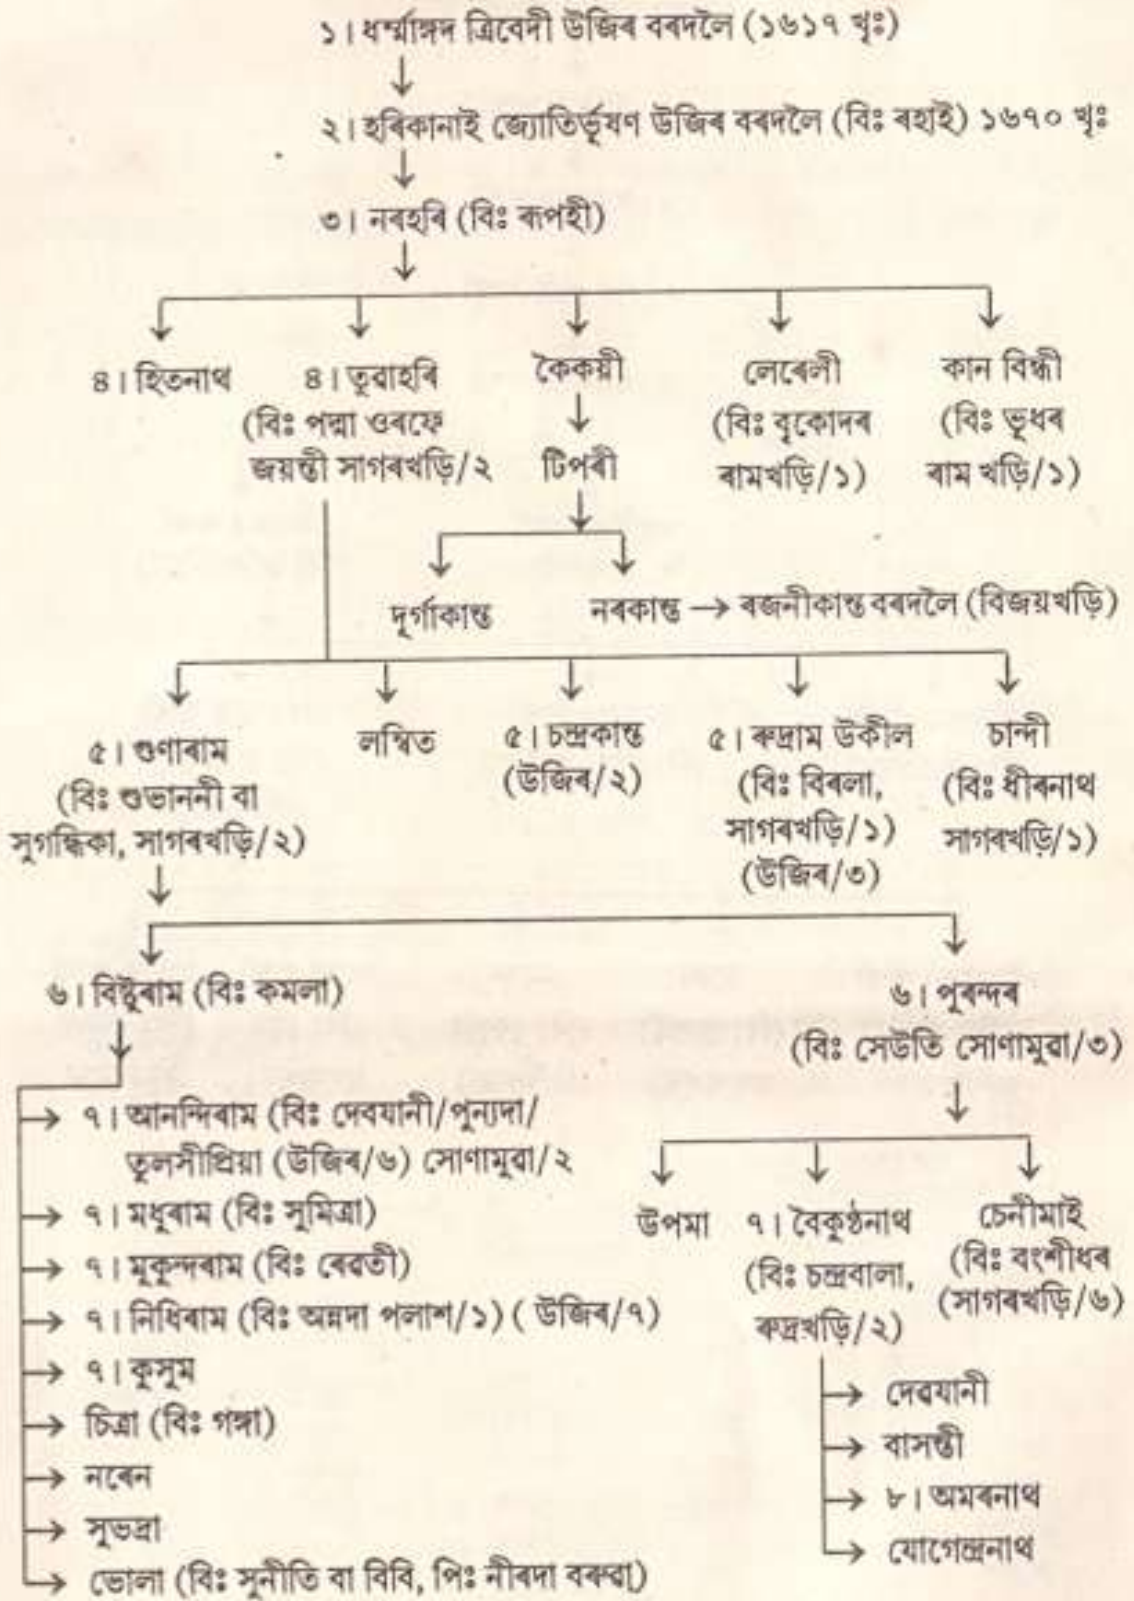 ১। ধৰ্ম্মাঙ্গদ ত্ৰিবেদী উজিৰ বৰদলৈ (১৬১৭ খৃঃ)
২। হৰিকানাই জ্যোতিৰ্ভূষণ উজিৰ বৰদলৈ (বিঃ ৰহাই) ১৬৭০ খৃঃ
৩। নৰহৰি (বিঃ ৰূপহী)
৪। হিতনাথ
৪। তুৱাহৰি
(বিঃ পদ্মা ওৰফে
জয়ন্তী সাগৰখড়ি/২
কৈকয়ী
টিপৰী
লেৰেলী
(বিঃ বৃকোদৰ
ৰামখড়ি/১)
কান বিন্ধী
(বিঃ ভূধৰ
ৰাম খড়ি/১)
দূৰ্গাকান্ত
নৰকান্ত → ৰজনীকান্ত বৰদলৈ (বিজয়খড়ি)
৫। গুণাৰাম
(বিঃ শুভাননী বা
সুগন্ধিকা, সাগৰখড়ি/২)
লম্বিত
৫। চন্দ্ৰকান্ত
(উজিৰ/২)
৫। ৰুদ্ৰাম উকীল
(বিঃ বিৰলা,
সাগৰখড়ি/১)
(উজিৰ/৩)
চান্দী
(বিঃ ধীৰনাথ
সাগৰখড়ি/১)
৬। বিষ্টুৰাম (বিঃ কমলা)
৭। আনন্দিৰাম (বিঃ দেবযানী/পুন্যদা/
তুলসীপ্ৰিয়া (উজিৰ/৬) সোণামুৱা/২
৭। মধুৰাম (বিঃ সুমিত্ৰা)
৭। মুকুন্দৰাম (বিঃ ৰেৱতী)
৭। নিধিৰাম (বিঃ অন্নদা পলাশ/১) ( উজিৰ/৭)
৭। কুসুম
চিত্ৰা (বিঃ গঙ্গা)
নৰেন
সুভদ্ৰা
ভোলা (বিঃ সুনীতি বা বিবি, পিঃ নীৰদা বৰুৱা)
৬। পুৰন্দৰ
(বিঃ সেউতি সোণামুৱা/৩)
উপমা
৭। বৈকুণ্ঠনাথ
(বিঃ চন্দ্ৰবালা,
ৰুদ্ৰখড়ি/২)
চেনীমাই
(বিঃ বংশীধৰ
(সাগৰখড়ি/৬)
দেৱযানী
বাসন্তী
৮। অমৰনাথ
যোগেন্দ্ৰনাথ